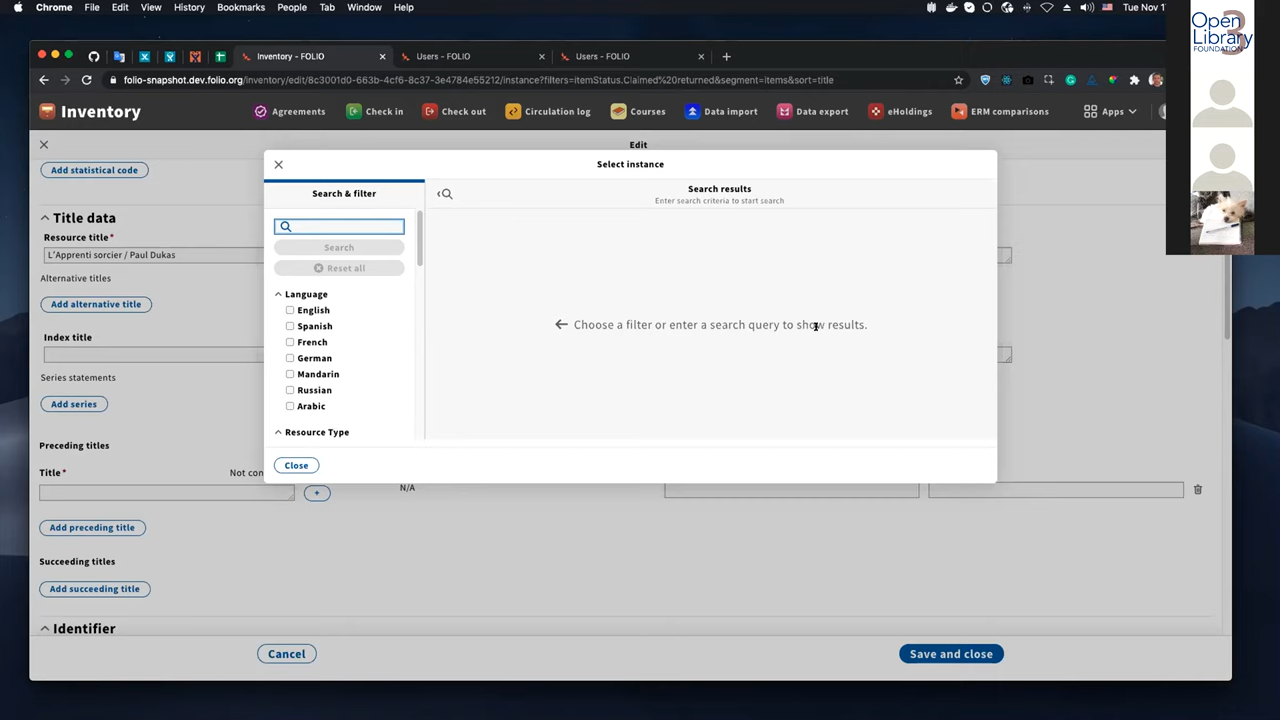 Chrome File Edit View History Bookmarks People Tab Window Help
Tue Nov 1
Open
Library
FOUNDATION
3
Inventory - FOLIO
Users - FOLIO
Users - FOLIO
folio-snapshot.dev.folio.org/inventory/edit/8c3001d0-663b-4cf6-8c37-3e4784e55212/instance?filters=itemStatus.Claimed%20returned&segment=items&sort=title
Inventory
Agreements
Check in
Check out
Circulation log
Courses
Data import
Data export
eHoldings
ERM comparisons
Apps
Edit
Add statistical code
Title data
Resource title*
L'Apprenti sorcier / Paul Dukas
Alternative titles
Add alternative title
Index title
Series statements
Add series
Preceding titles
Title*
Not con
+
N/A
Add preceding title
Succeeding titles
Add succeeding title
Identifier
Cancel
Save and close
Select instance
Search & filter
Search
Reset all
Language
English
Spanish
French
German
Mandarin
Russian
Arabic
Resource Type
Search results
Enter search criteria to start search
Choose a filter or enter a search query to show results.
Close